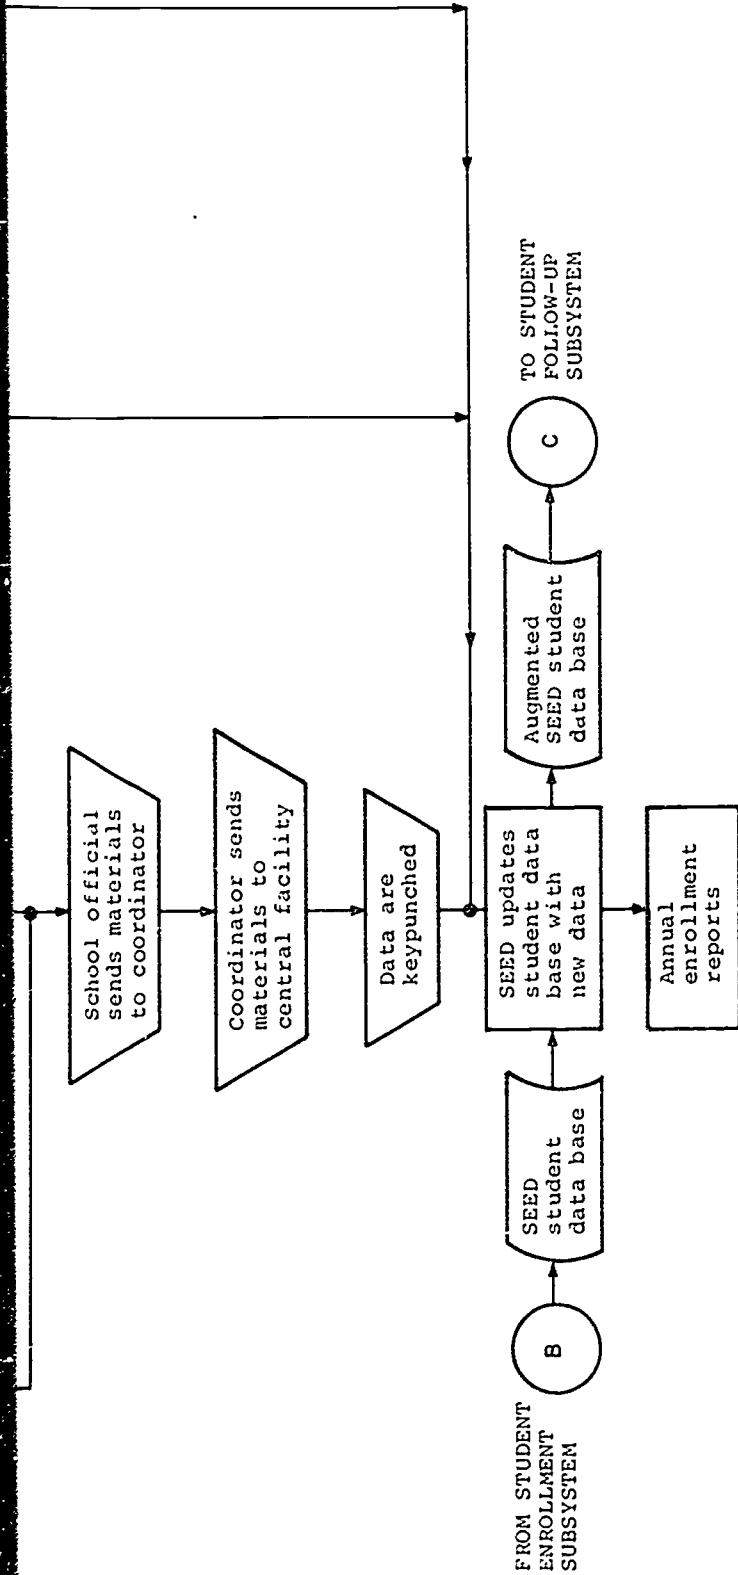 School official
sends materials
to coordinator
Coordinator sends
materials to
central facility
Data are
keypunched
FROM STUDENT
ENROLLMENT
SUBSYSTEM
B
SEED
student
data base
SEED updates
student data
base with
new data
Augmented
SEED student
data base
C
TO STUDENT
FOLLOW-UP
SUBSYSTEM
Annual
enrollment
reports